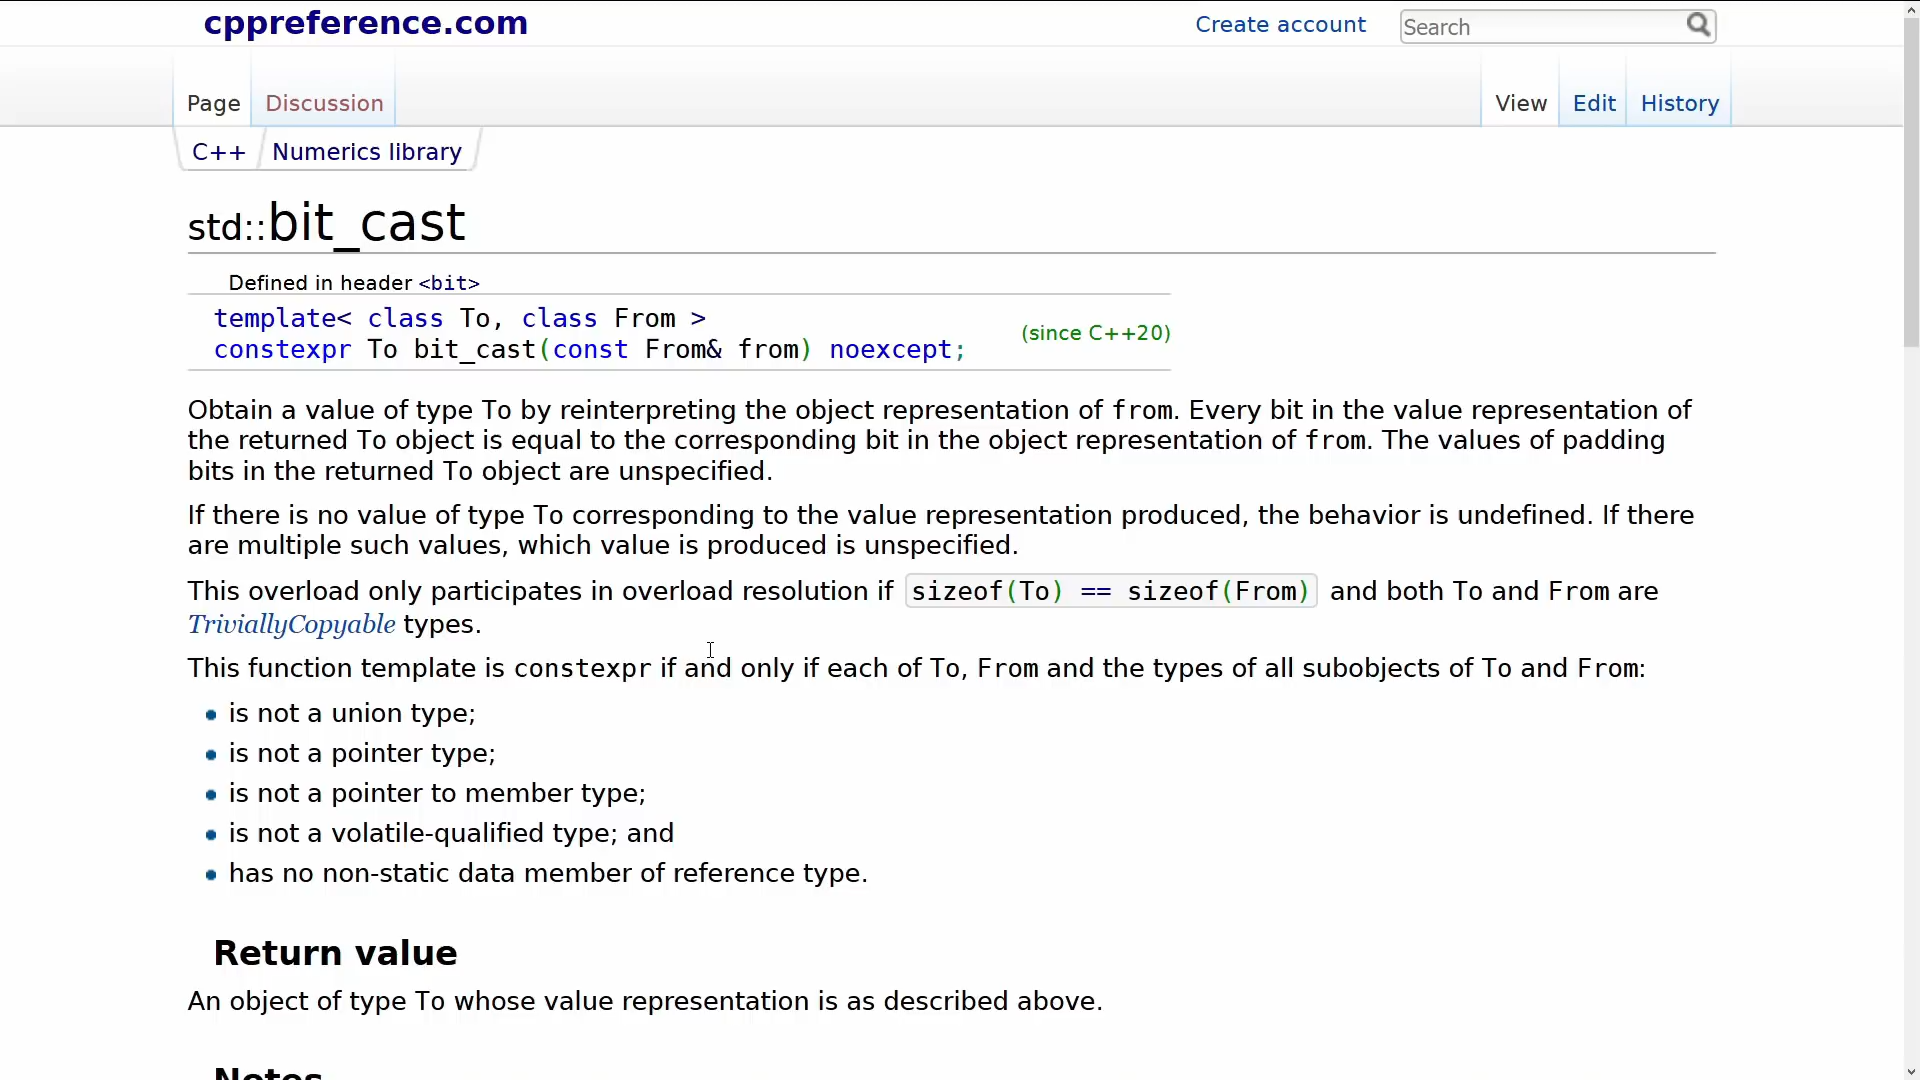 cppreference.com
Create account
Search
Page
Discussion
View
Edit
History
C++
Numerics library
std::bit_cast
Defined in header <bit>
template< class To, class From >
constexpr To bit_cast(const From& from) noexcept;
(since C++20)
Obtain a value of type To by reinterpreting the object representation of from. Every bit in the value representation of
the returned To object is equal to the corresponding bit in the object representation of from. The values of padding
bits in the returned To object are unspecified.
If there is no value of type To corresponding to the value representation produced, the behavior is undefined. If there
are multiple such values, which value is produced is unspecified.
This overload only participates in overload resolution if sizeof(To) == sizeof(From) and both To and From are
TriviallyCopyable types.
This function template is constexpr if and only if each of To, From and the types of all subobjects of To and From:
is not a union type;
is not a pointer type;
is not a pointer to member type;
is not a volatile-qualified type; and
has no non-static data member of reference type.
Return value
An object of type To whose value representation is as described above.
Notes